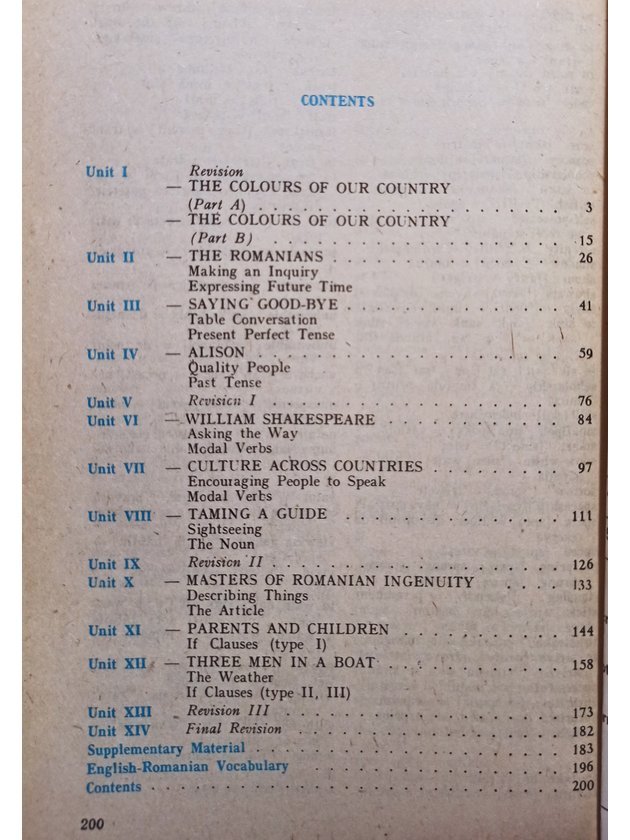 CONTENTS
Unit I Revision
— THE COLOURS OF OUR COUNTRY
(Part A) . . . . . . . . . . . . . . . . . . 3
— THE COLOURS OF OUR COUNTRY
(Part B) . . . . . . . . . . . . . . . . . . 15
Unit II — THE ROMANIANS . . . . . . . . . . . . . 26
Making an Inquiry
Expressing Future Time
Unit III — SAYING GOOD-BYE . . . . . . . . . . . . 41
Table Conversation
Present Perfect Tense
Unit IV — ALISON . . . . . . . . . . . . . . . . . 59
Quality People
Past Tense
Unit V Revision I . . . . . . . . . . . . . . . . 76
Unit VI — WILLIAM SHAKESPEARE . . . . . . . . . . 84
Asking the Way
Modal Verbs
Unit VII — CULTURE ACROSS COUNTRIES . . . . . . . 97
Encouraging People to Speak
Modal Verbs
Unit VIII — TAMING A GUIDE . . . . . . . . . . . . 111
Sightseeing
The Noun
Unit IX Revision II . . . . . . . . . . . . . . . 126
Unit X — MASTERS OF ROMANIAN INGENUITY . . . . 133
Describing Things
The Article
Unit XI — PARENTS AND CHILDREN . . . . . . . . . 144
If Clauses (type I)
Unit XII — THREE MEN IN A BOAT . . . . . . . . . . 158
The Weather
If Clauses (type II, III)
Unit XIII Revision III . . . . . . . . . . . . . . . 173
Unit XIV Final Revision . . . . . . . . . . . . . . 182
Supplementary Material . . . . . . . . . . . . . . . . . 183
English-Romanian Vocabulary . . . . . . . . . . . . . . 196
Contents . . . . . . . . . . . . . . . . . . . . . . . 200
200